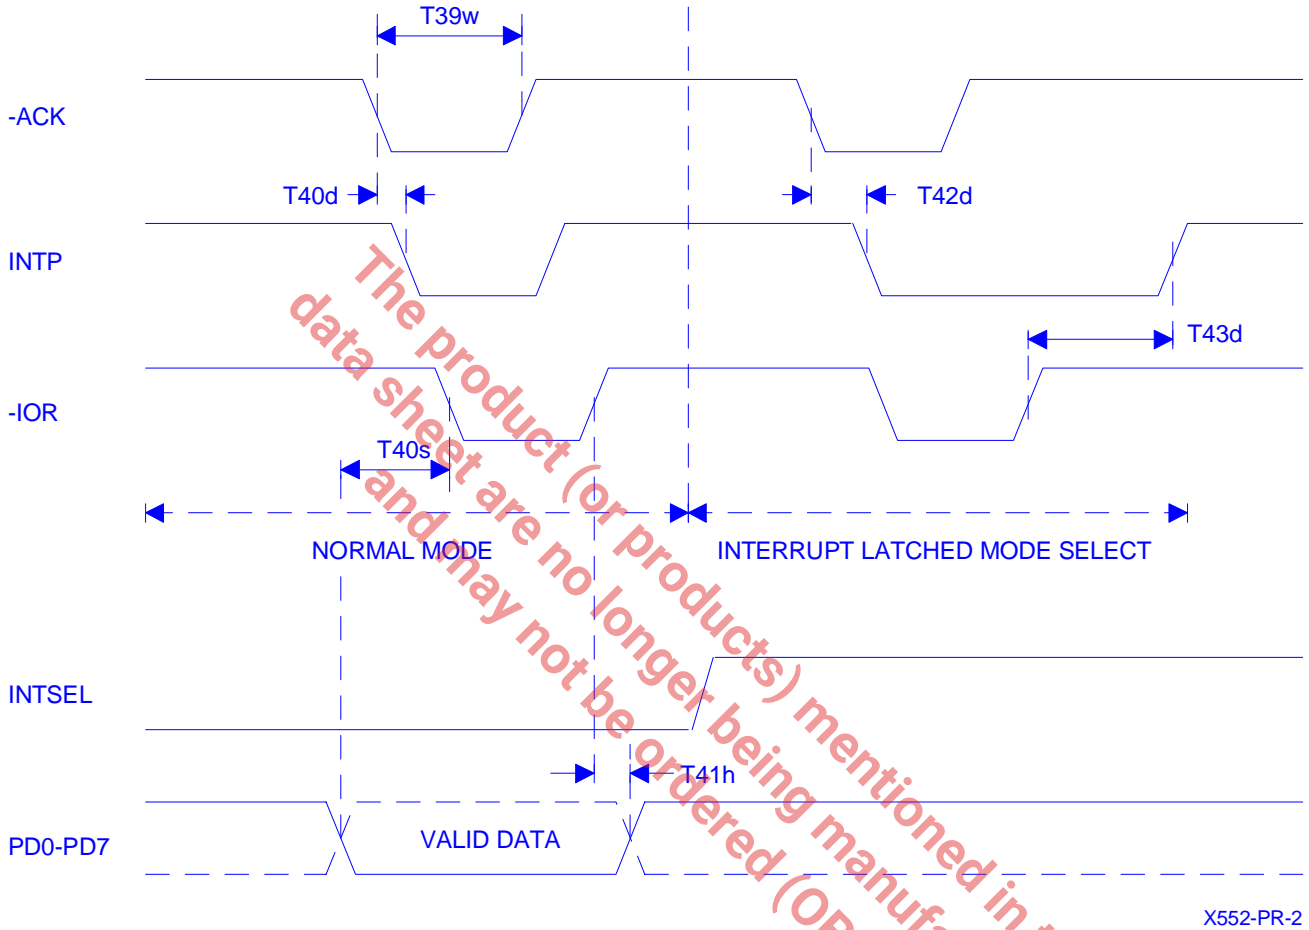 T39w
-ACK
T40d
T42d
INTP
T43d
-IOR
T40s
NORMAL MODE
INTERRUPT LATCHED MODE SELECT
INTSEL
T41h
PD0-PD7
VALID DATA
X552-PR-2
The product (or products) mentioned in
data sheet are no longer being
and may not be ordered